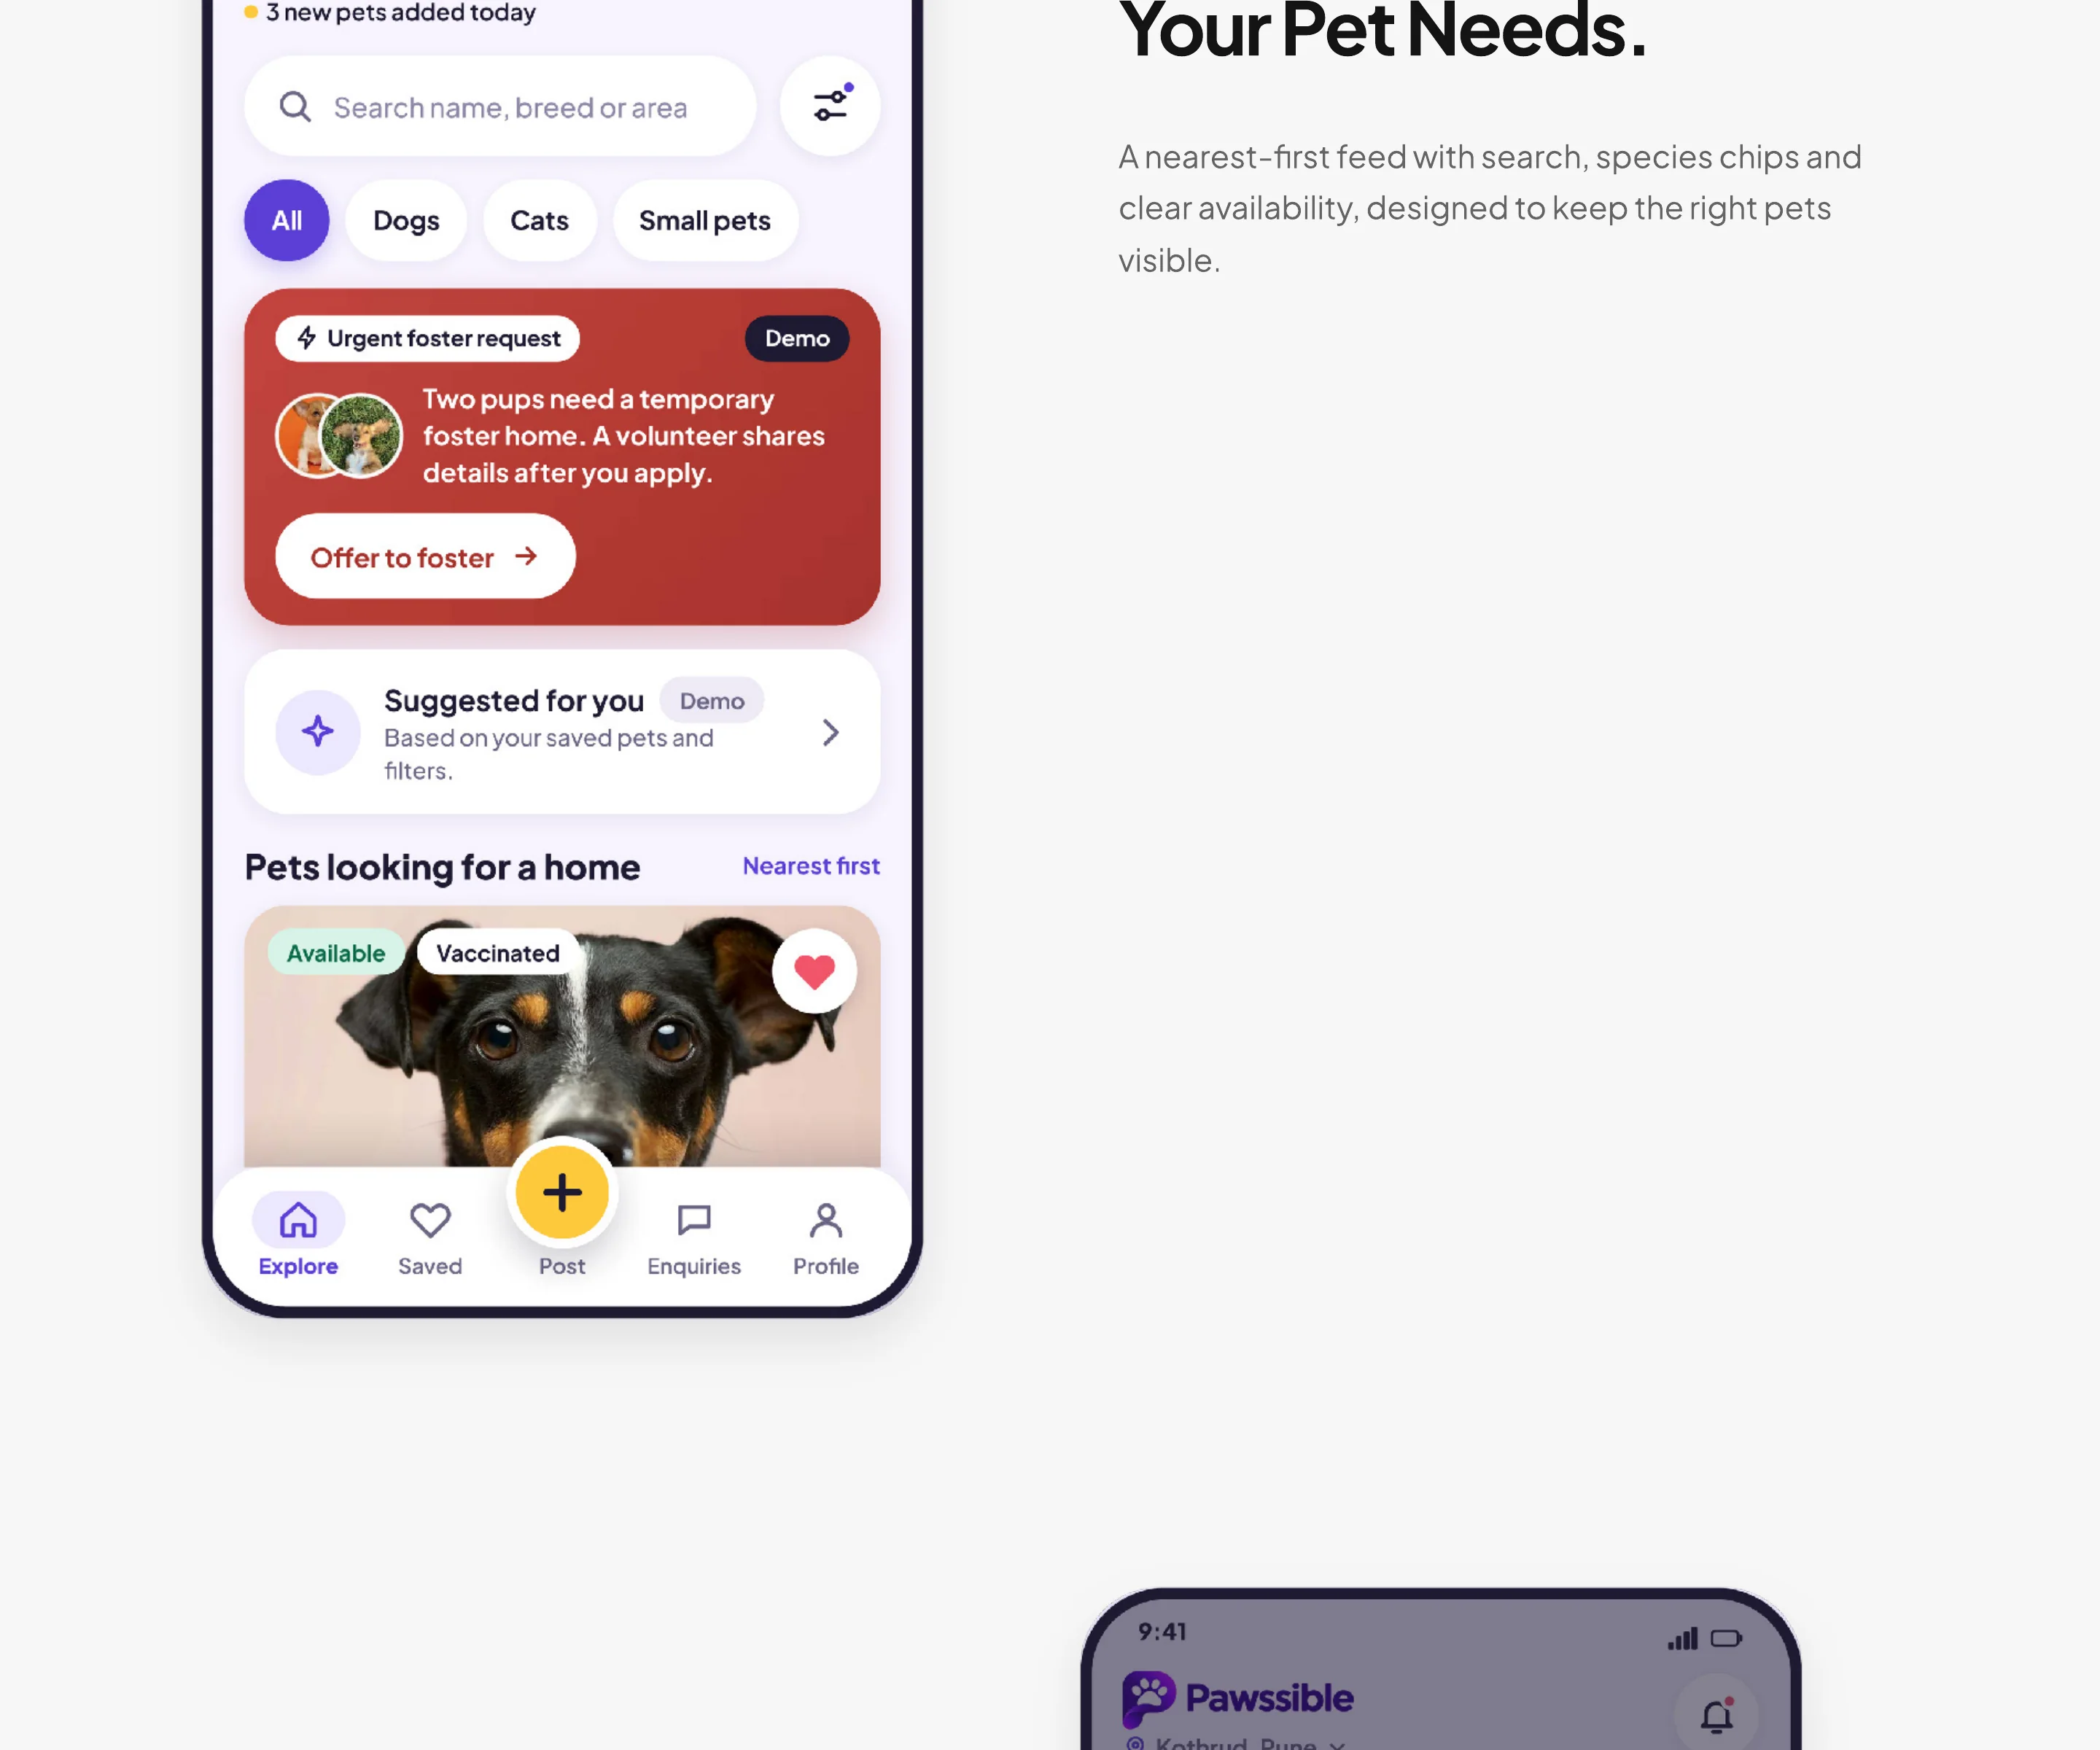 3 new pets added today
Search name, breed or area
All
Dogs
Cats
Small pets
Urgent foster request
Demo
Two pups need a temporary
foster home. A volunteer shares
details after you apply.
Offer to foster
Suggested for you
Demo
Based on your saved pets and
filters.
Pets looking for a home
Nearest first
Available
Vaccinated
Explore
Saved
Post
Enquiries
Profile
Your Pet Needs.
A nearest-first feed with search, species chips and
clear availability, designed to keep the right pets
visible.
9:41
Pawssible
Kothrud, Pune